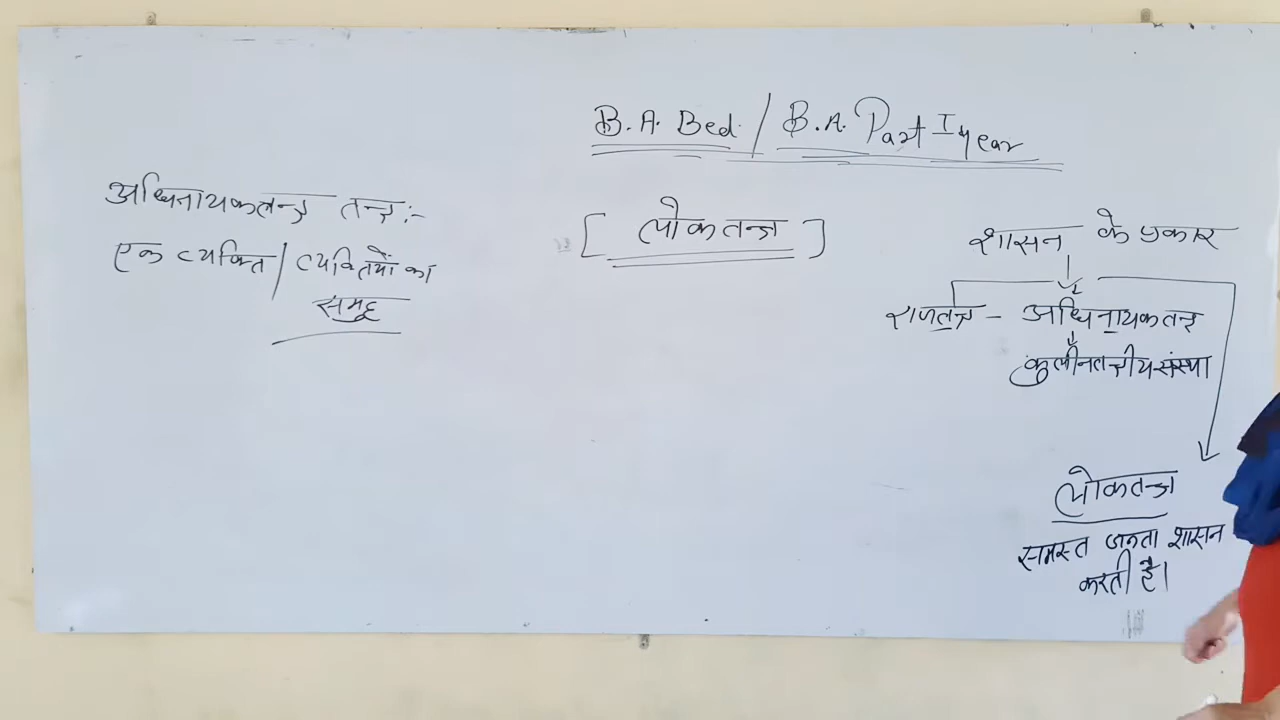 B.A. Bed. / B.A. Part I year
[लोकतन्त्र]
अधिनायकतन्त्र तन्त्र :-
एक व्यक्ति / व्यक्तियों का
समूह
शासन के प्रकार
राजतंत्र - अधिनायकतन्त्र
कुलीनतन्त्रीय संस्था
लोकतन्त्र
समस्त जनता शासन
करती है।